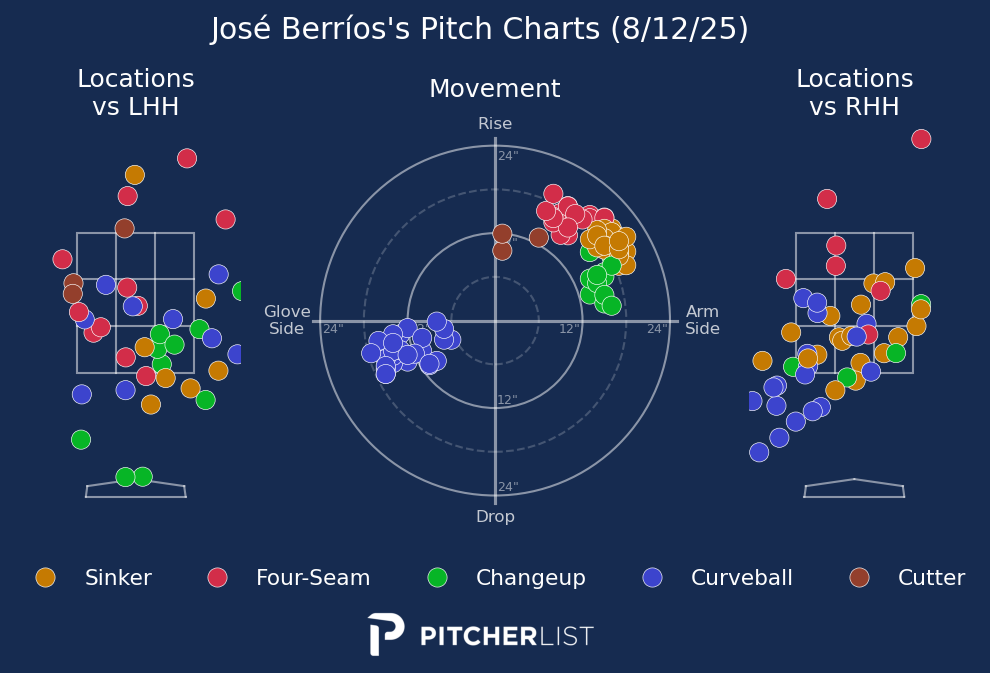 José Berríos's Pitch Charts (8/12/25)
Locations
vs LHH
Movement
Locations
vs RHH
Rise
24"
"
Glove
Side
24"
12"
24"
Arm
Side
12"
24"
Drop
Sinker
Four-Seam
Changeup
Curveball
Cutter
PITCHERLIST